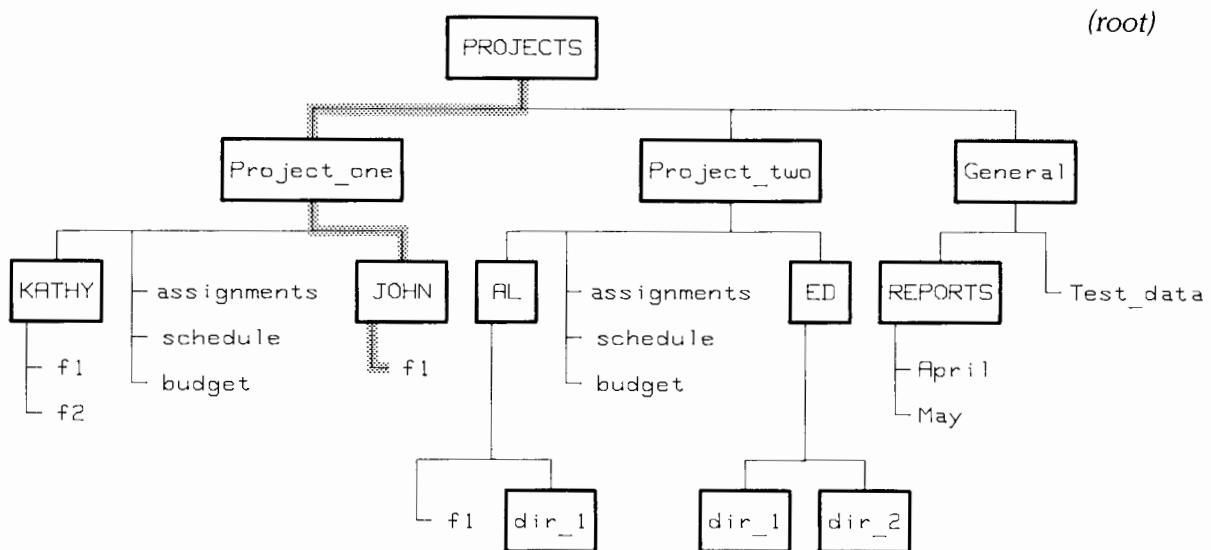 (root)
PROJECTS
Project_one
Project_two
General
KATHY
assignments
JOHN
AL
assignments
ED
REPORTS
Test_data
schedule
schedule
f1
f1
April
budget
budget
f2
May
f1
dir_1
dir_1
dir_2